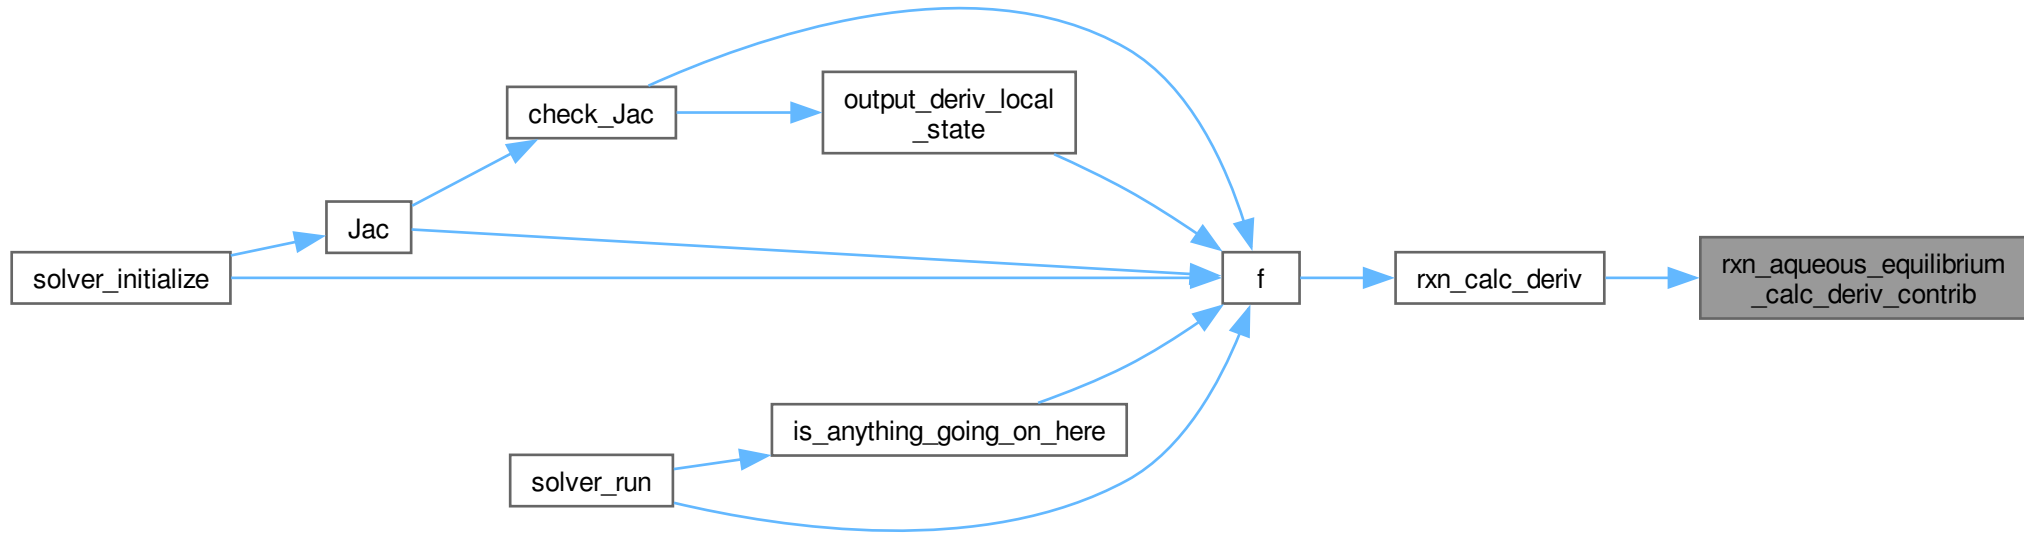 check_Jac
output_deriv_local
_state
Jac
solver_initialize
f
rxn_calc_deriv
rxn_aqueous_equilibrium
_calc_deriv_contrib
is_anything_going_on_here
solver_run